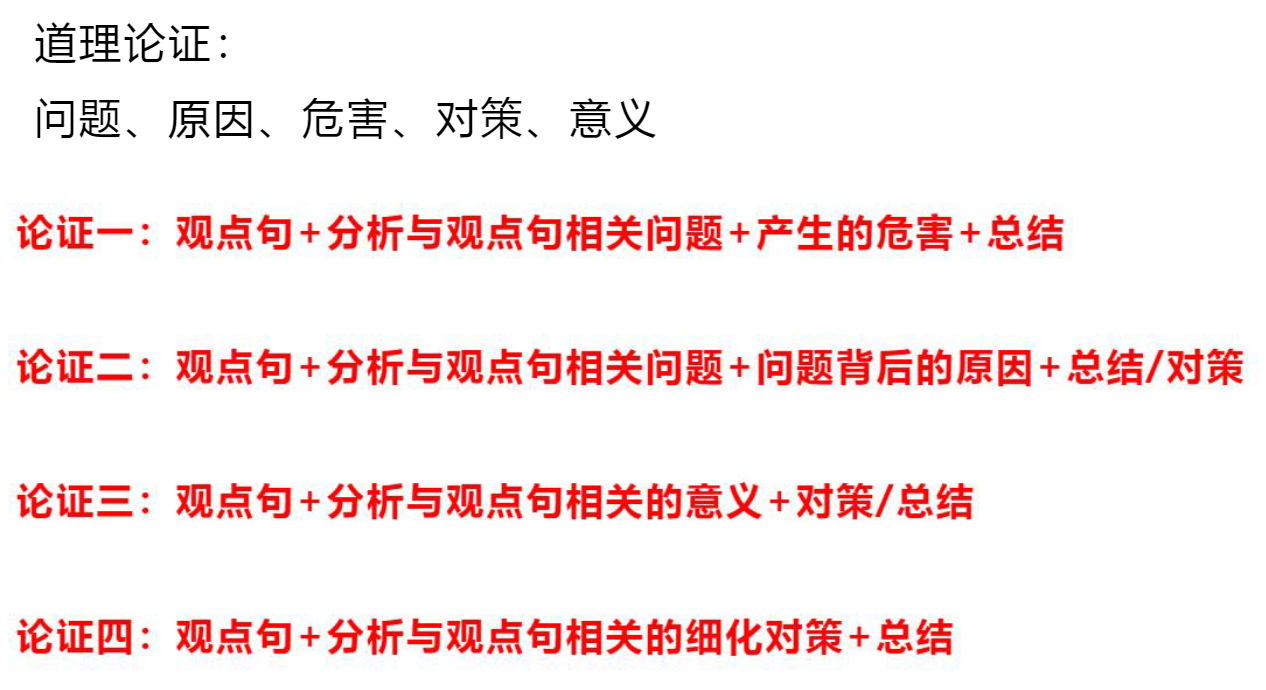 道理论证：
问题、原因、危害、对策、意义
论证一：观点句+分析与观点句相关问题+产生的危害+总结
论证二：观点句+分析与观点句相关问题+问题背后的原因+总结/对策
论证三：观点句+分析与观点句相关的意义+对策/总结
论证四：观点句+分析与观点句相关的细化对策+总结